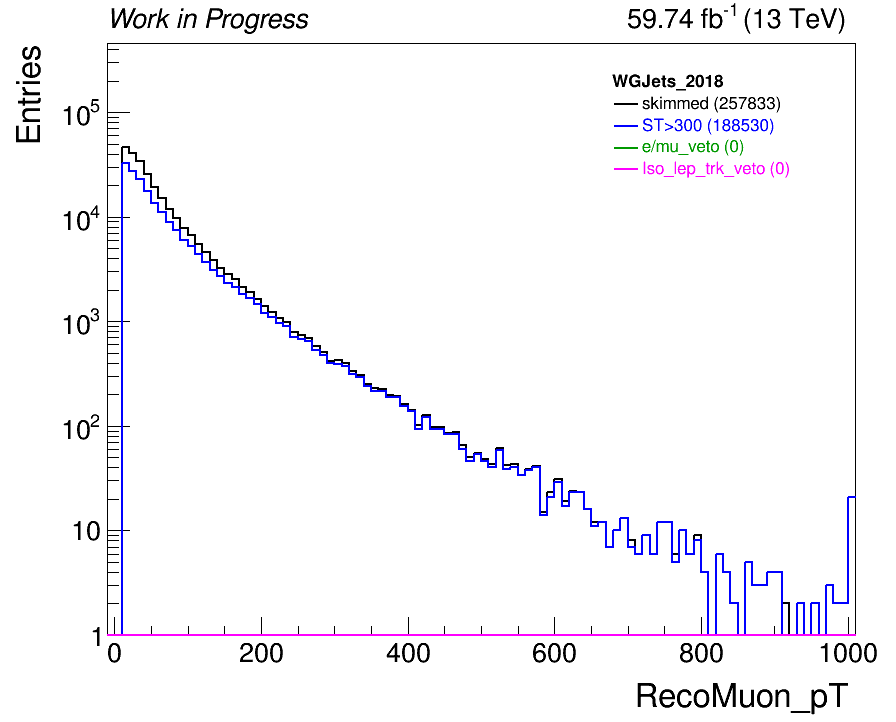 Work in Progress
59.74 fb-1 (13 TeV)
Entries
WGJets_2018
skimmed (257833)
ST>300 (188530)
e/mu_veto (0)
Iso_lep_trk_veto (0)
10^5
10^4
10^3
10^2
10
1
0 200 400 600 800 1000
RecoMuon_pT